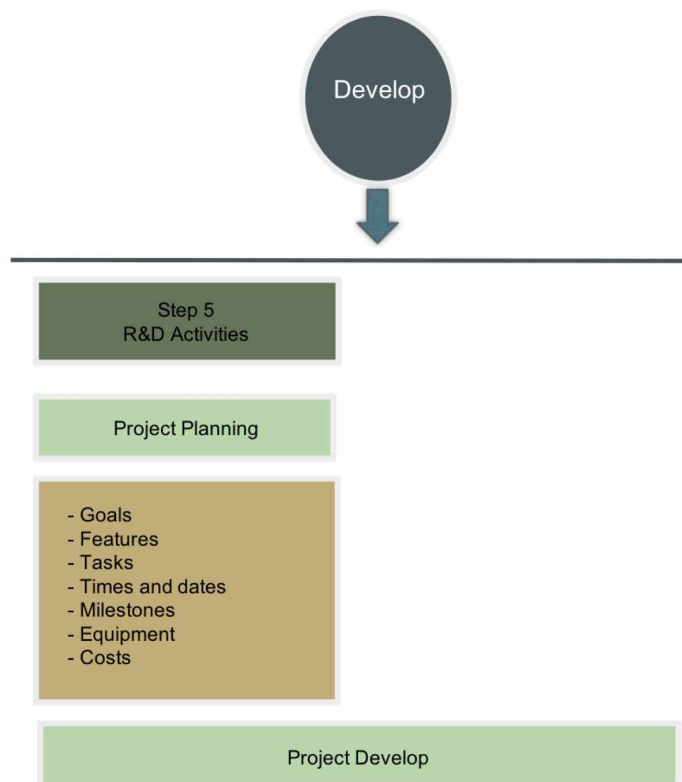 Develop
Step 5
R&D Activities
Project Planning
- Goals
- Features
- Tasks
- Times and dates
- Milestones
- Equipment
- Costs
Project Develop